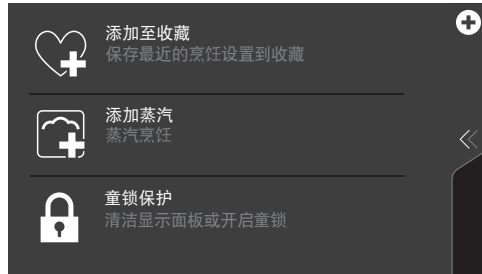 添加至收藏
保存最近的烹饪设置到收藏
添加蒸汽
蒸汽烹饪
童锁保护
清洁显示面板或开启童锁